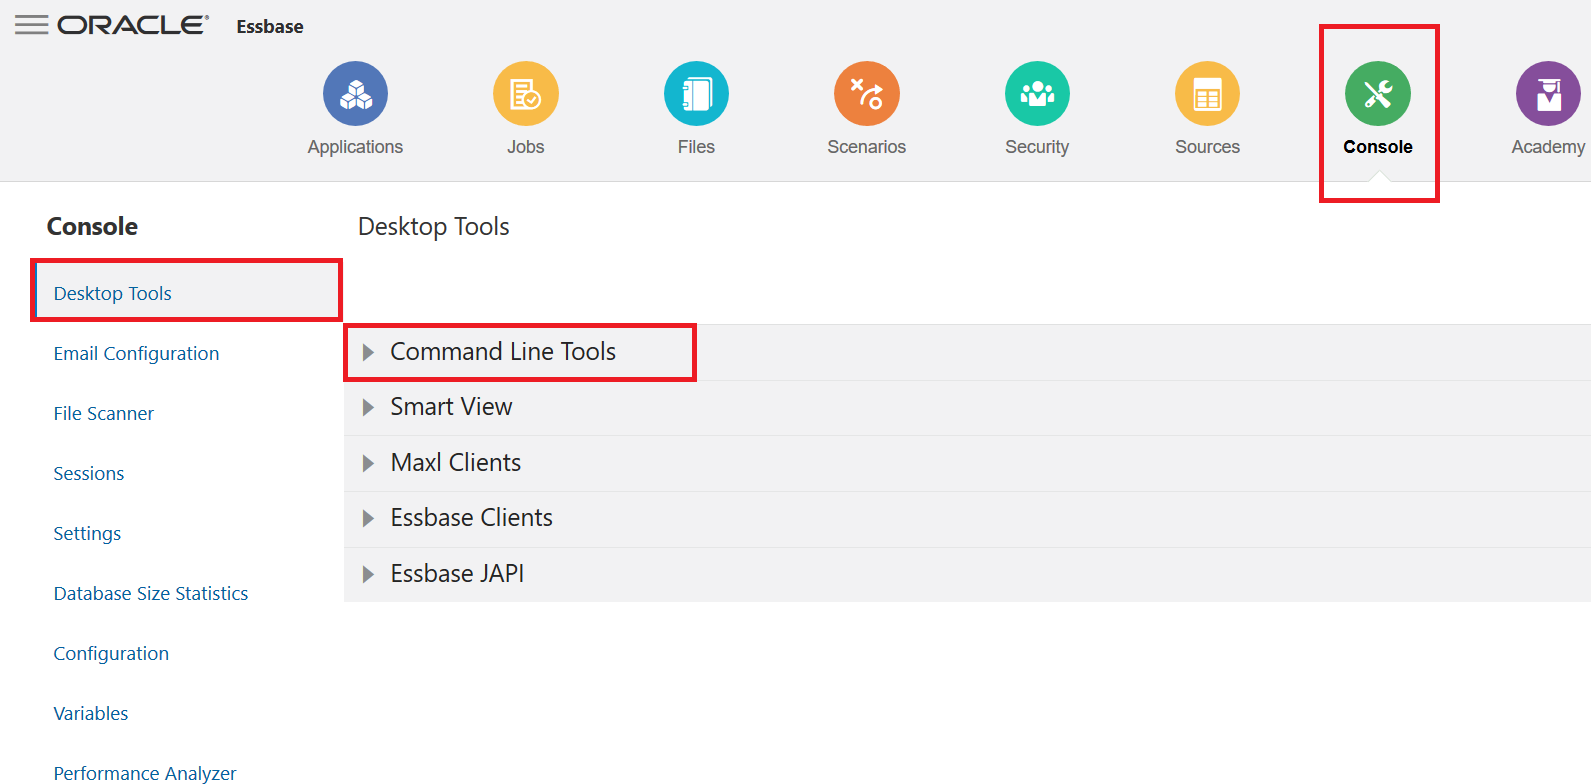 ORACLE® Essbase
Applications Jobs Files Scenarios Security Sources Console Academy
Console
Desktop Tools
Email Configuration
File Scanner
Sessions
Settings
Database Size Statistics
Configuration
Variables
Performance Analyzer
Desktop Tools
Command Line Tools
Smart View
Maxl Clients
Essbase Clients
Essbase JAPI